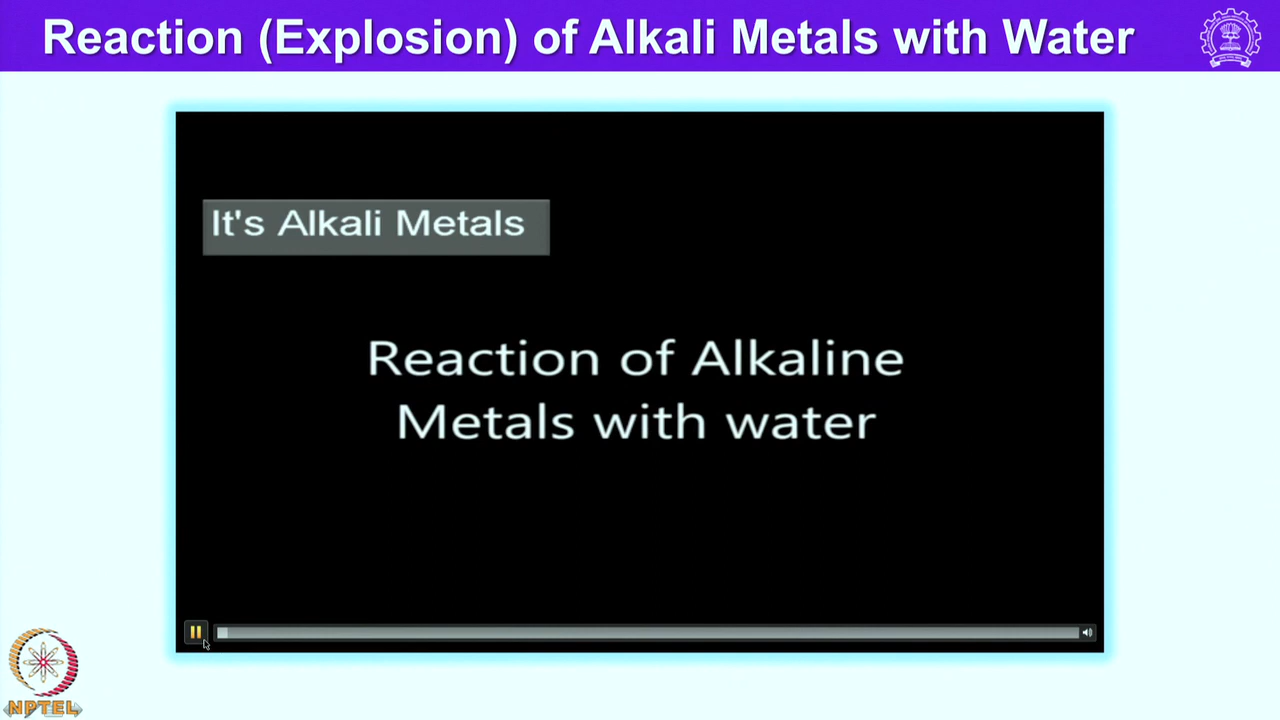 Reaction (Explosion) of Alkali Metals with Water
It's Alkali Metals
Reaction of Alkaline
Metals with water
NPTEL